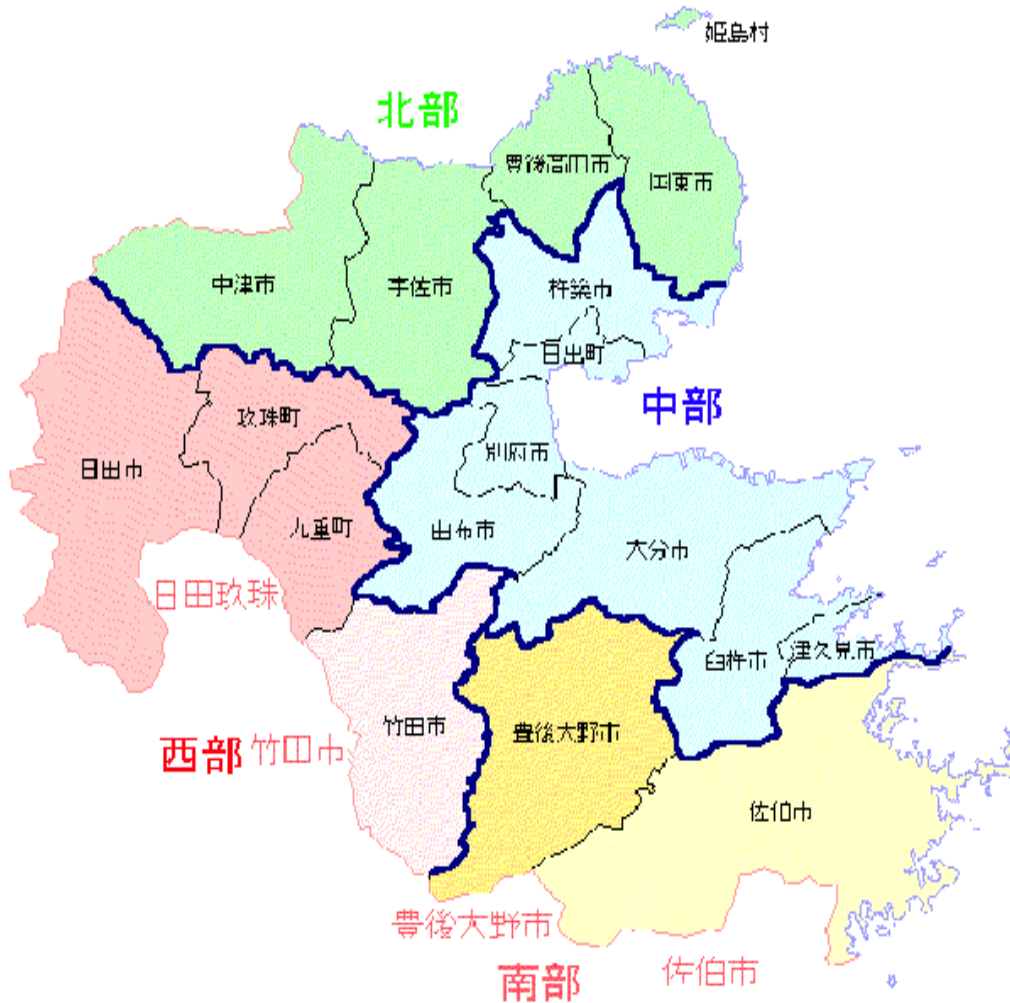 姫島村
北部
豊後高田市
国東市
中津市
宇佐市
杵築市
日出町
中部
玖珠町
日田市
別府市
九重町
由布市
大分市
日田玖珠
臼杵市
津久見市
竹田市
豊後大野市
西部
竹田市
佐伯市
豊後大野市
南部
佐伯市